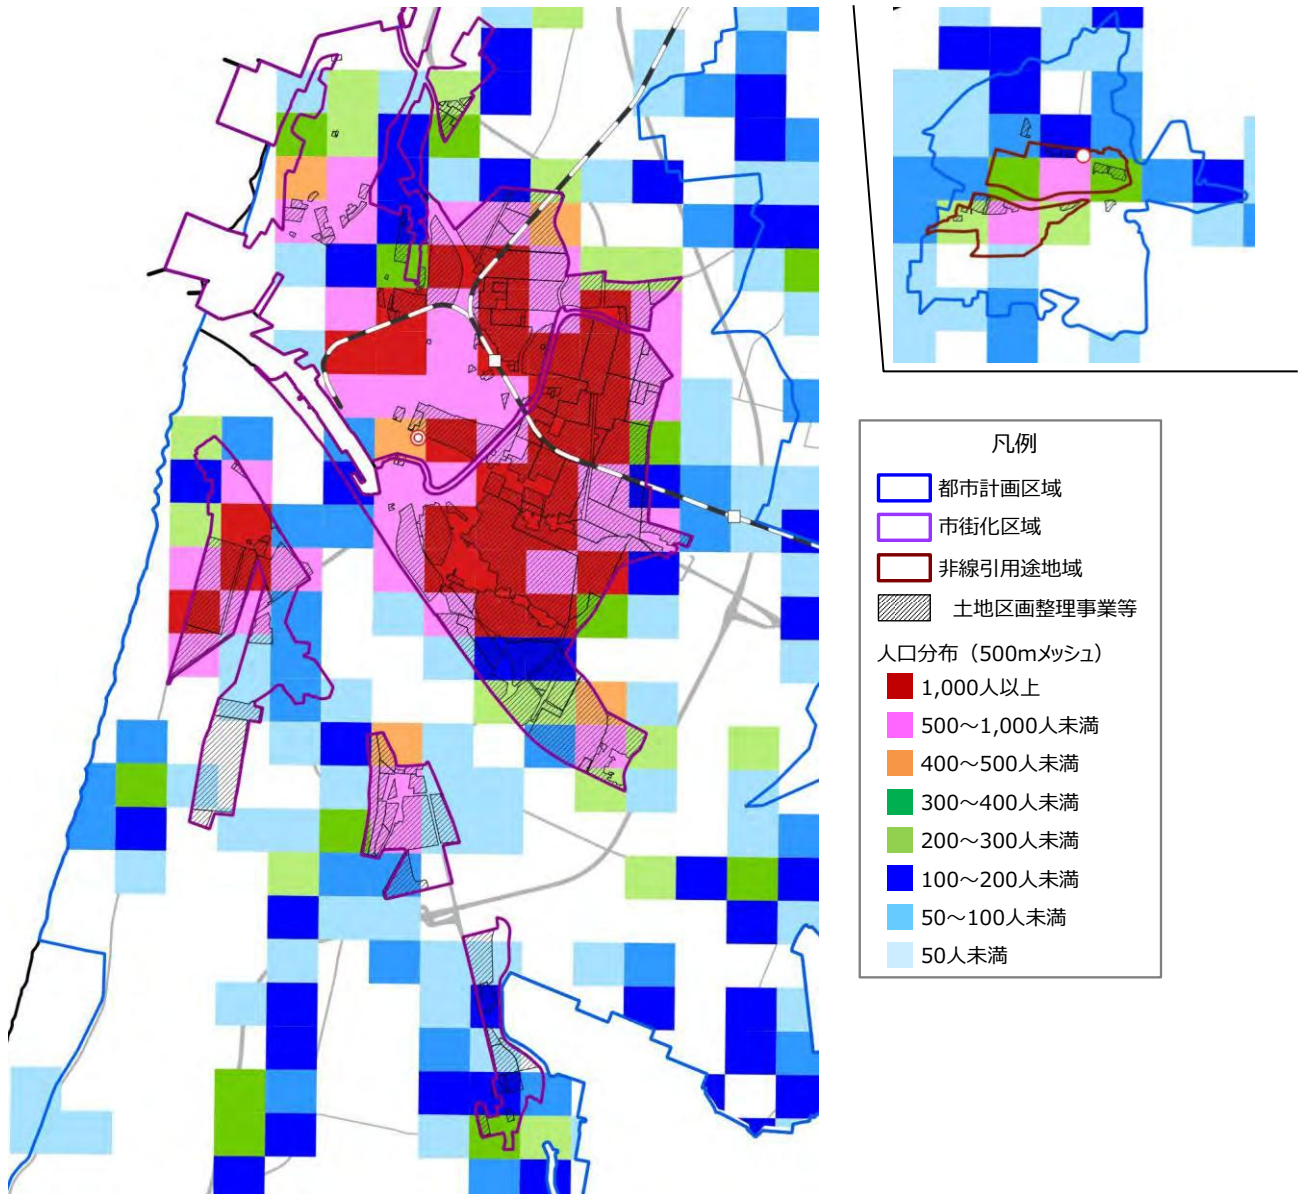 凡例
都市計画区域
市街化区域
非線引用途地域
土地区画整理事業等
人口分布（500mメッシュ）
1,000人以上
500～1,000人未満
400～500人未満
300～400人未満
200～300人未満
100～200人未満
50～100人未満
50人未満